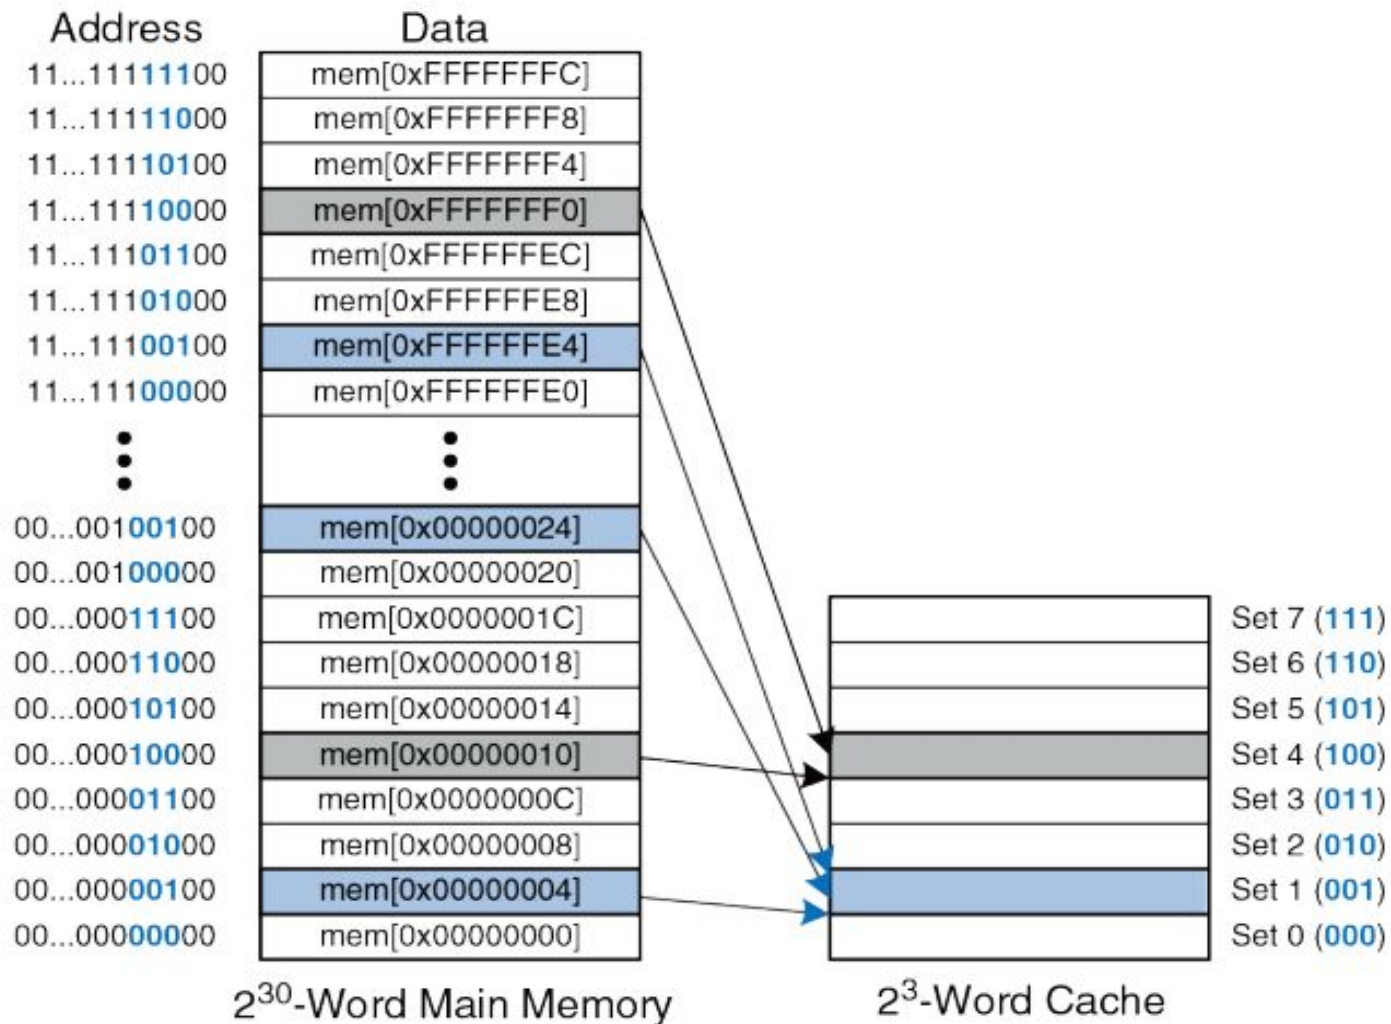 Address Data
11...11111100 mem[0xFFFFFFFC]
11...11111000 mem[0xFFFFFFF8]
11...11110100 mem[0xFFFFFFF4]
11...11110000 mem[0xFFFFFFF0]
11...11101100 mem[0xFFFFFFEC]
11...11101000 mem[0xFFFFFFE8]
11...11100100 mem[0xFFFFFFE4]
11...11100000 mem[0xFFFFFFE0]
00...00100100 mem[0x00000024]
00...00100000 mem[0x00000020]
00...00011100 mem[0x0000001C] Set 7 (111)
00...00011000 mem[0x00000018] Set 6 (110)
00...00010100 mem[0x00000014] Set 5 (101)
00...00010000 mem[0x00000010] Set 4 (100)
00...00001100 mem[0x0000000C] Set 3 (011)
00...00001000 mem[0x00000008] Set 2 (010)
00...00000100 mem[0x00000004] Set 1 (001)
00...00000000 mem[0x00000000] Set 0 (000)
2³⁰-Word Main Memory 2³-Word Cache